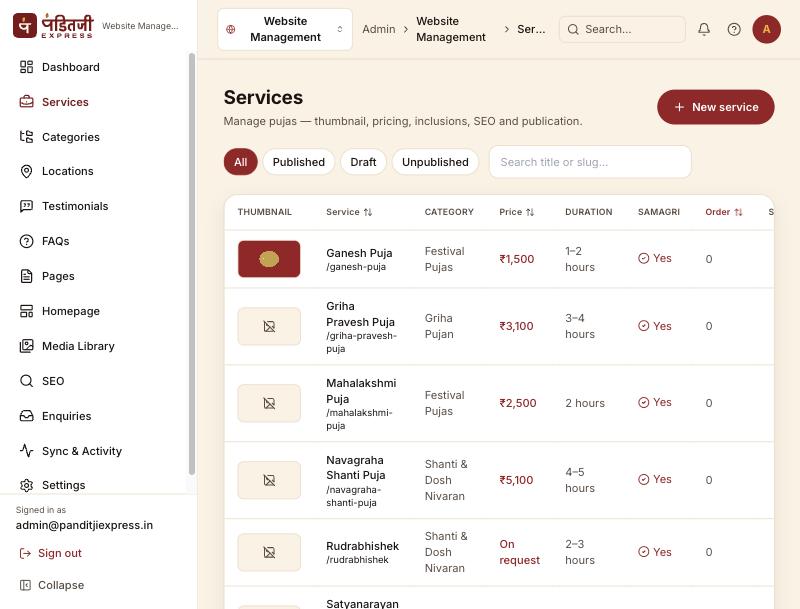 प पंडितजी
EXPRESS
Website Manage...
Dashboard
Services
Categories
Locations
Testimonials
FAQs
Pages
Homepage
Media Library
SEO
Enquiries
Sync & Activity
Settings
Signed in as
admin@panditjiexpress.in
Sign out
Collapse
Website
Management
Admin > Website
Management > Ser...
Search...
A
Services
Manage pujas — thumbnail, pricing, inclusions, SEO and publication.
+ New service
All Published Draft Unpublished Search title or slug...
THUMBNAIL Service ⇅ CATEGORY Price ⇅ DURATION SAMAGRI Order ⇅ S
Ganesh Puja
/ganesh-puja
Festival
Pujas
₹1,500
1–2
hours
Yes
0
Griha
Pravesh Puja
/griha-pravesh-
puja
Griha
Pujan
₹3,100
3–4
hours
Yes
0
Mahalakshmi
Puja
/mahalakshmi-
puja
Festival
Pujas
₹2,500
2 hours
Yes
0
Navagraha
Shanti Puja
/navagraha-
shanti-puja
Shanti &
Dosh
Nivaran
₹5,100
4–5
hours
Yes
0
Rudrabhishek
/rudrabhishek
Shanti &
Dosh
Nivaran
On
request
2–3
hours
Yes
0
Satyanarayan